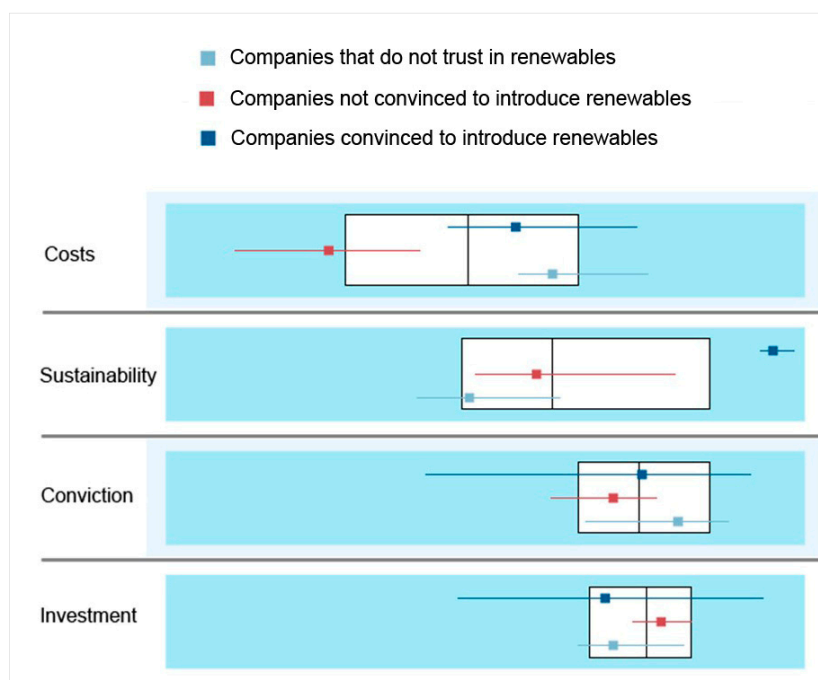 Companies that do not trust in renewables
Companies not convinced to introduce renewables
Companies convinced to introduce renewables
Costs
Sustainability
Conviction
Investment